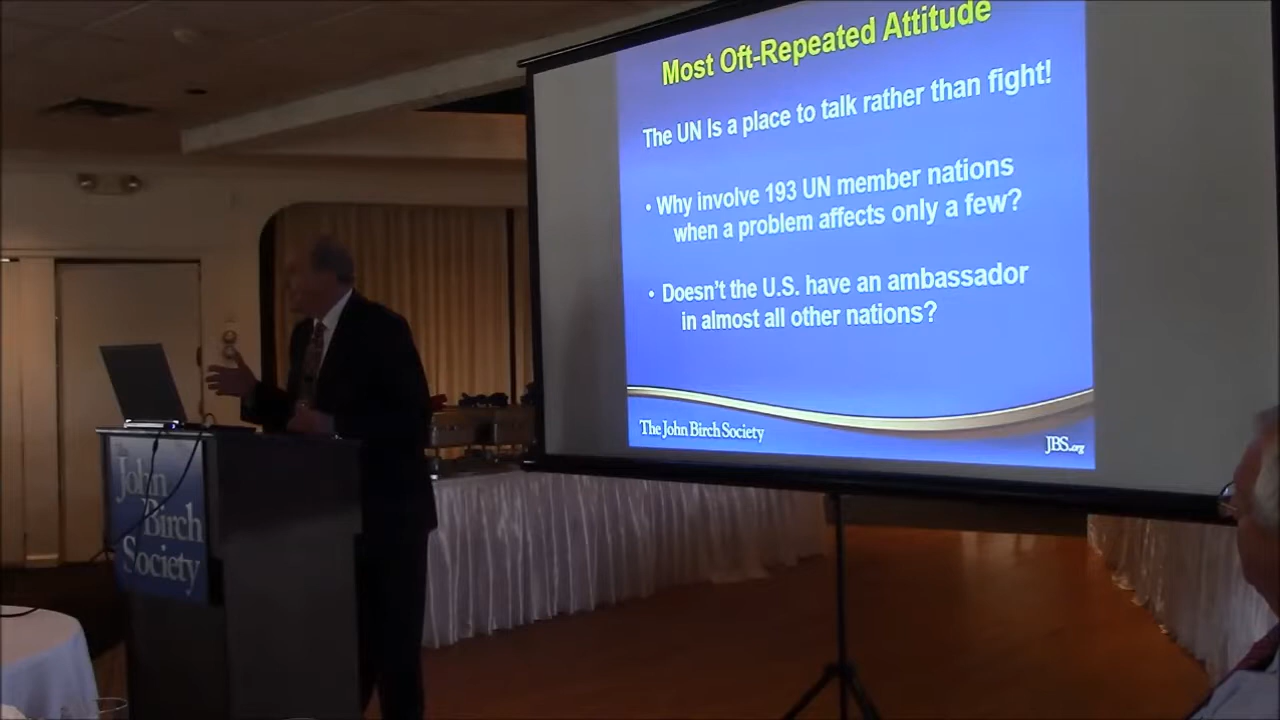 Most Oft-Repeated Attitude
The UN Is a place to talk rather than fight!
• Why involve 193 UN member nations
when a problem affects only a few?
• Doesn't the U.S. have an ambassador
in almost all other nations?
The John Birch Society
JBS.org
The
John
Birch
Society